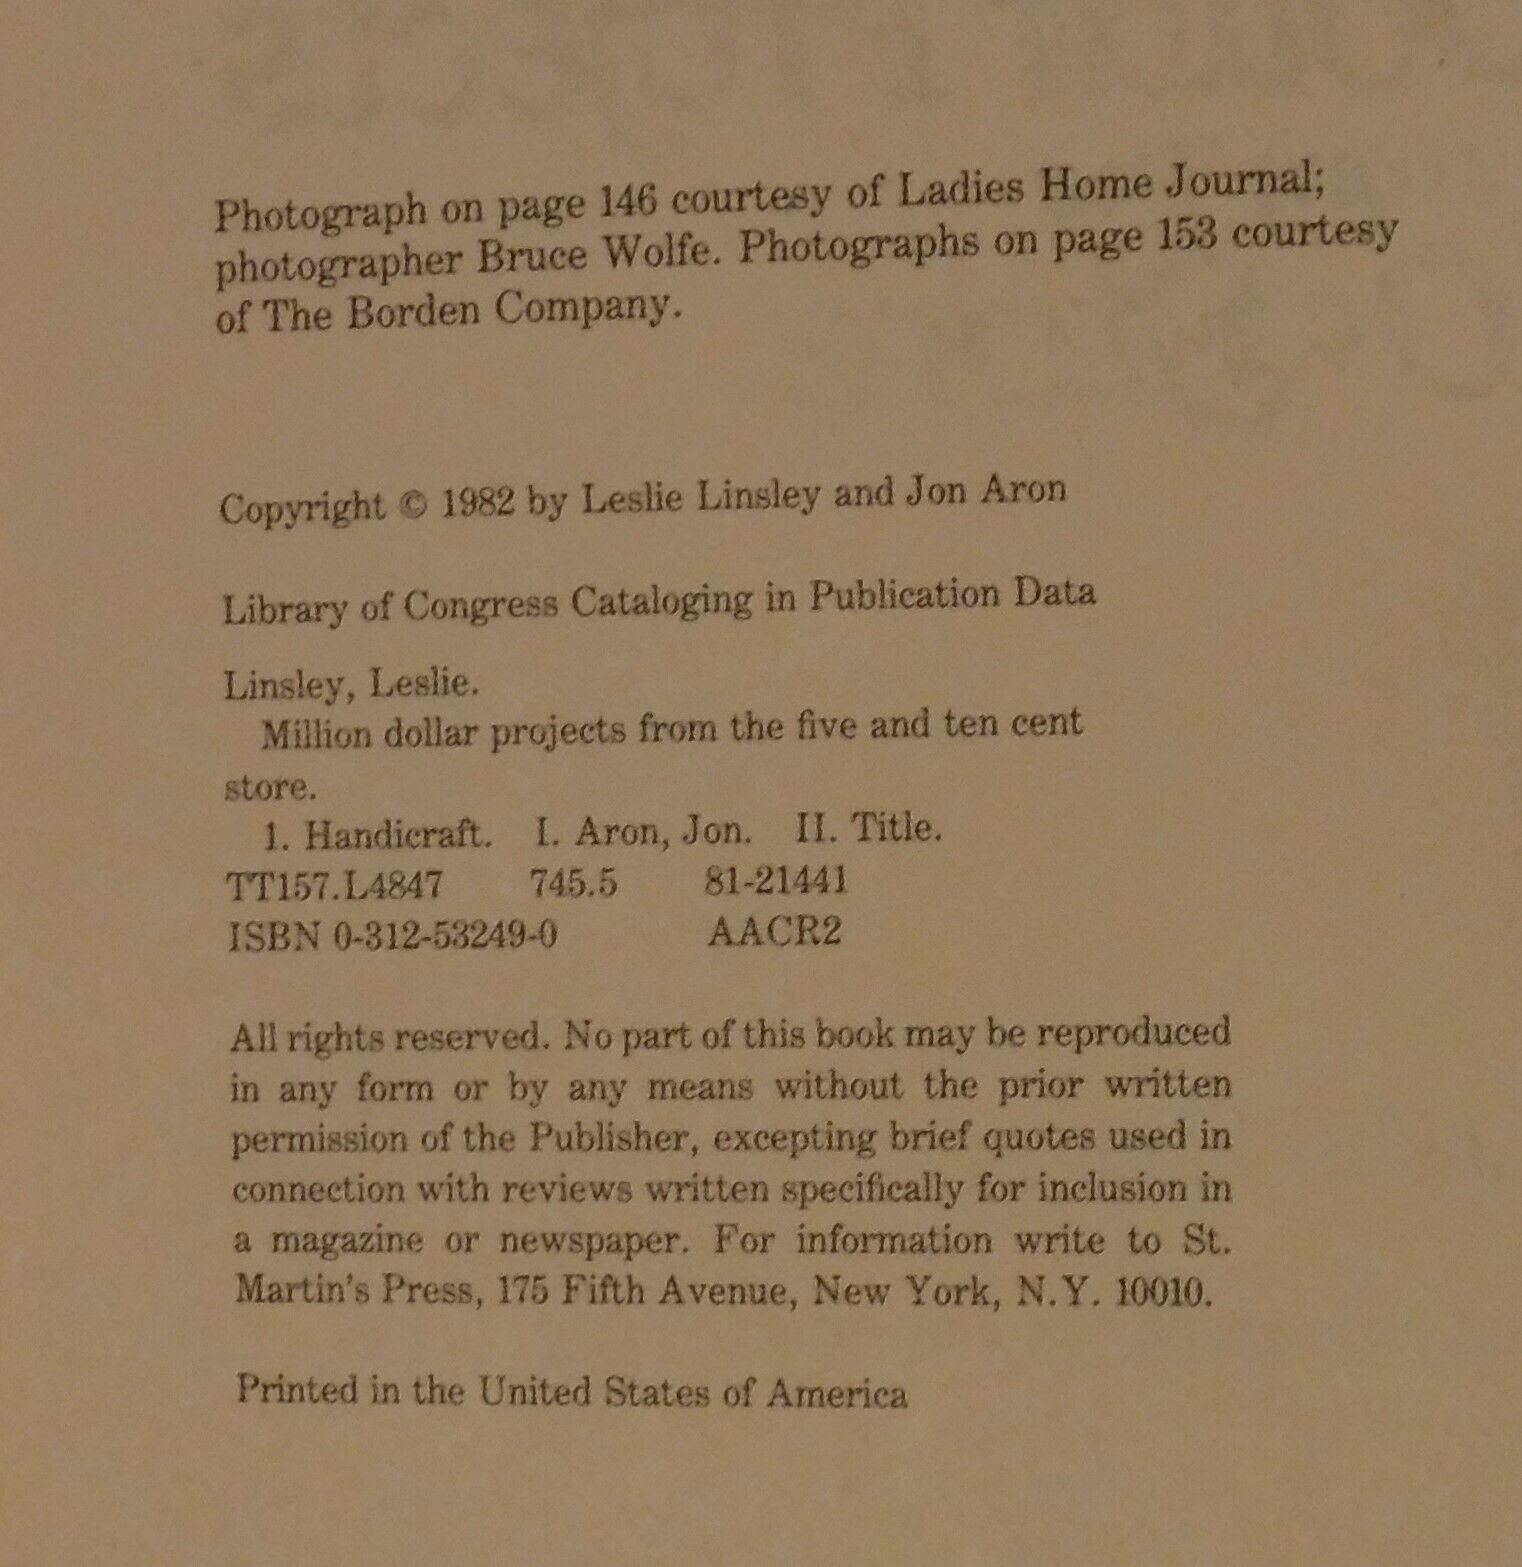 Photograph on page 146 courtesy of Ladies Home Journal;
photographer Bruce Wolfe. Photographs on page 153 courtesy
of The Borden Company.
Copyright © 1982 by Leslie Linsley and Jon Aron
Library of Congress Cataloging in Publication Data
Linsley, Leslie.
Million dollar projects from the five and ten cent
store.
1. Handicraft. I. Aron, Jon. II. Title.
TT157.L4847 745.5 81-21441
ISBN 0-312-53249-0 AACR2
All rights reserved. No part of this book may be reproduced
in any form or by any means without the prior written
permission of the Publisher, excepting brief quotes used in
connection with reviews written specifically for inclusion in
a magazine or newspaper. For information write to St.
Martin's Press, 175 Fifth Avenue, New York, N.Y. 10010.
Printed in the United States of America